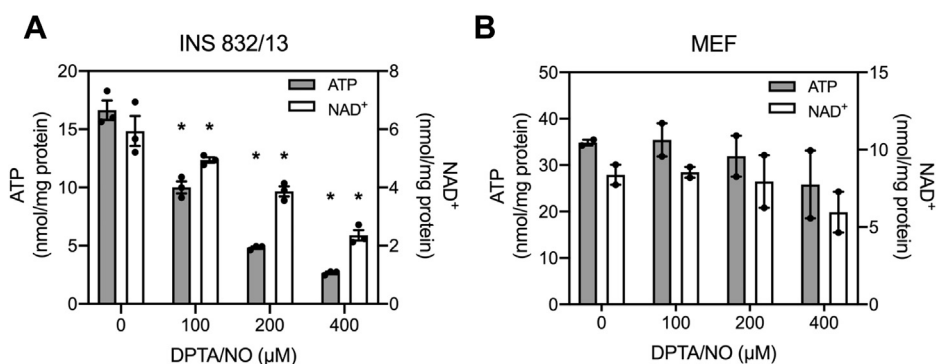 A
INS 832/13
ATP
NAD⁺
20
15
10
5
0
8
6
4
2
0
ATP
(nmol/mg protein)
NAD⁺
(nmol/mg protein)
* *
* *
* *
0 100 200 400
DPTA/NO (µM)
B
MEF
ATP
NAD⁺
50
40
30
20
10
0
15
10
5
0
ATP
(nmol/mg protein)
NAD⁺
(nmol/mg protein)
0 100 200 400
DPTA/NO (µM)